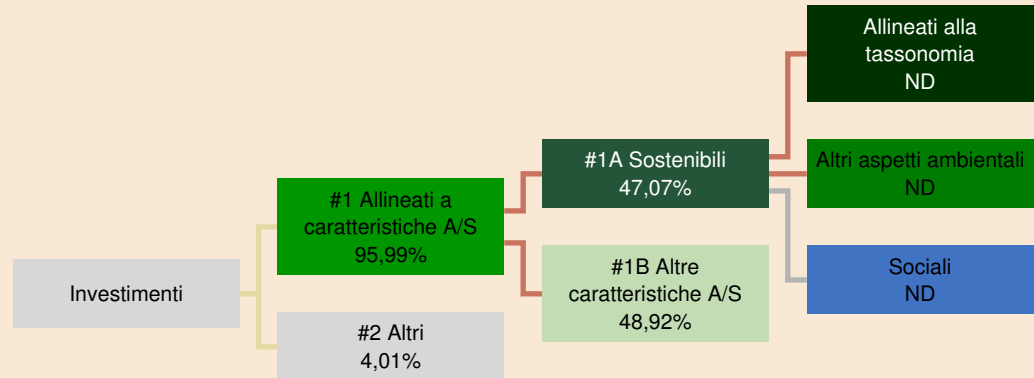 Investimenti
#1 Allineati a
caratteristiche A/S
95,99%
#2 Altri
4,01%
#1A Sostenibili
47,07%
#1B Altre
caratteristiche A/S
48,92%
Allineati alla
tassonomia
ND
Altri aspetti ambientali
ND
Sociali
ND